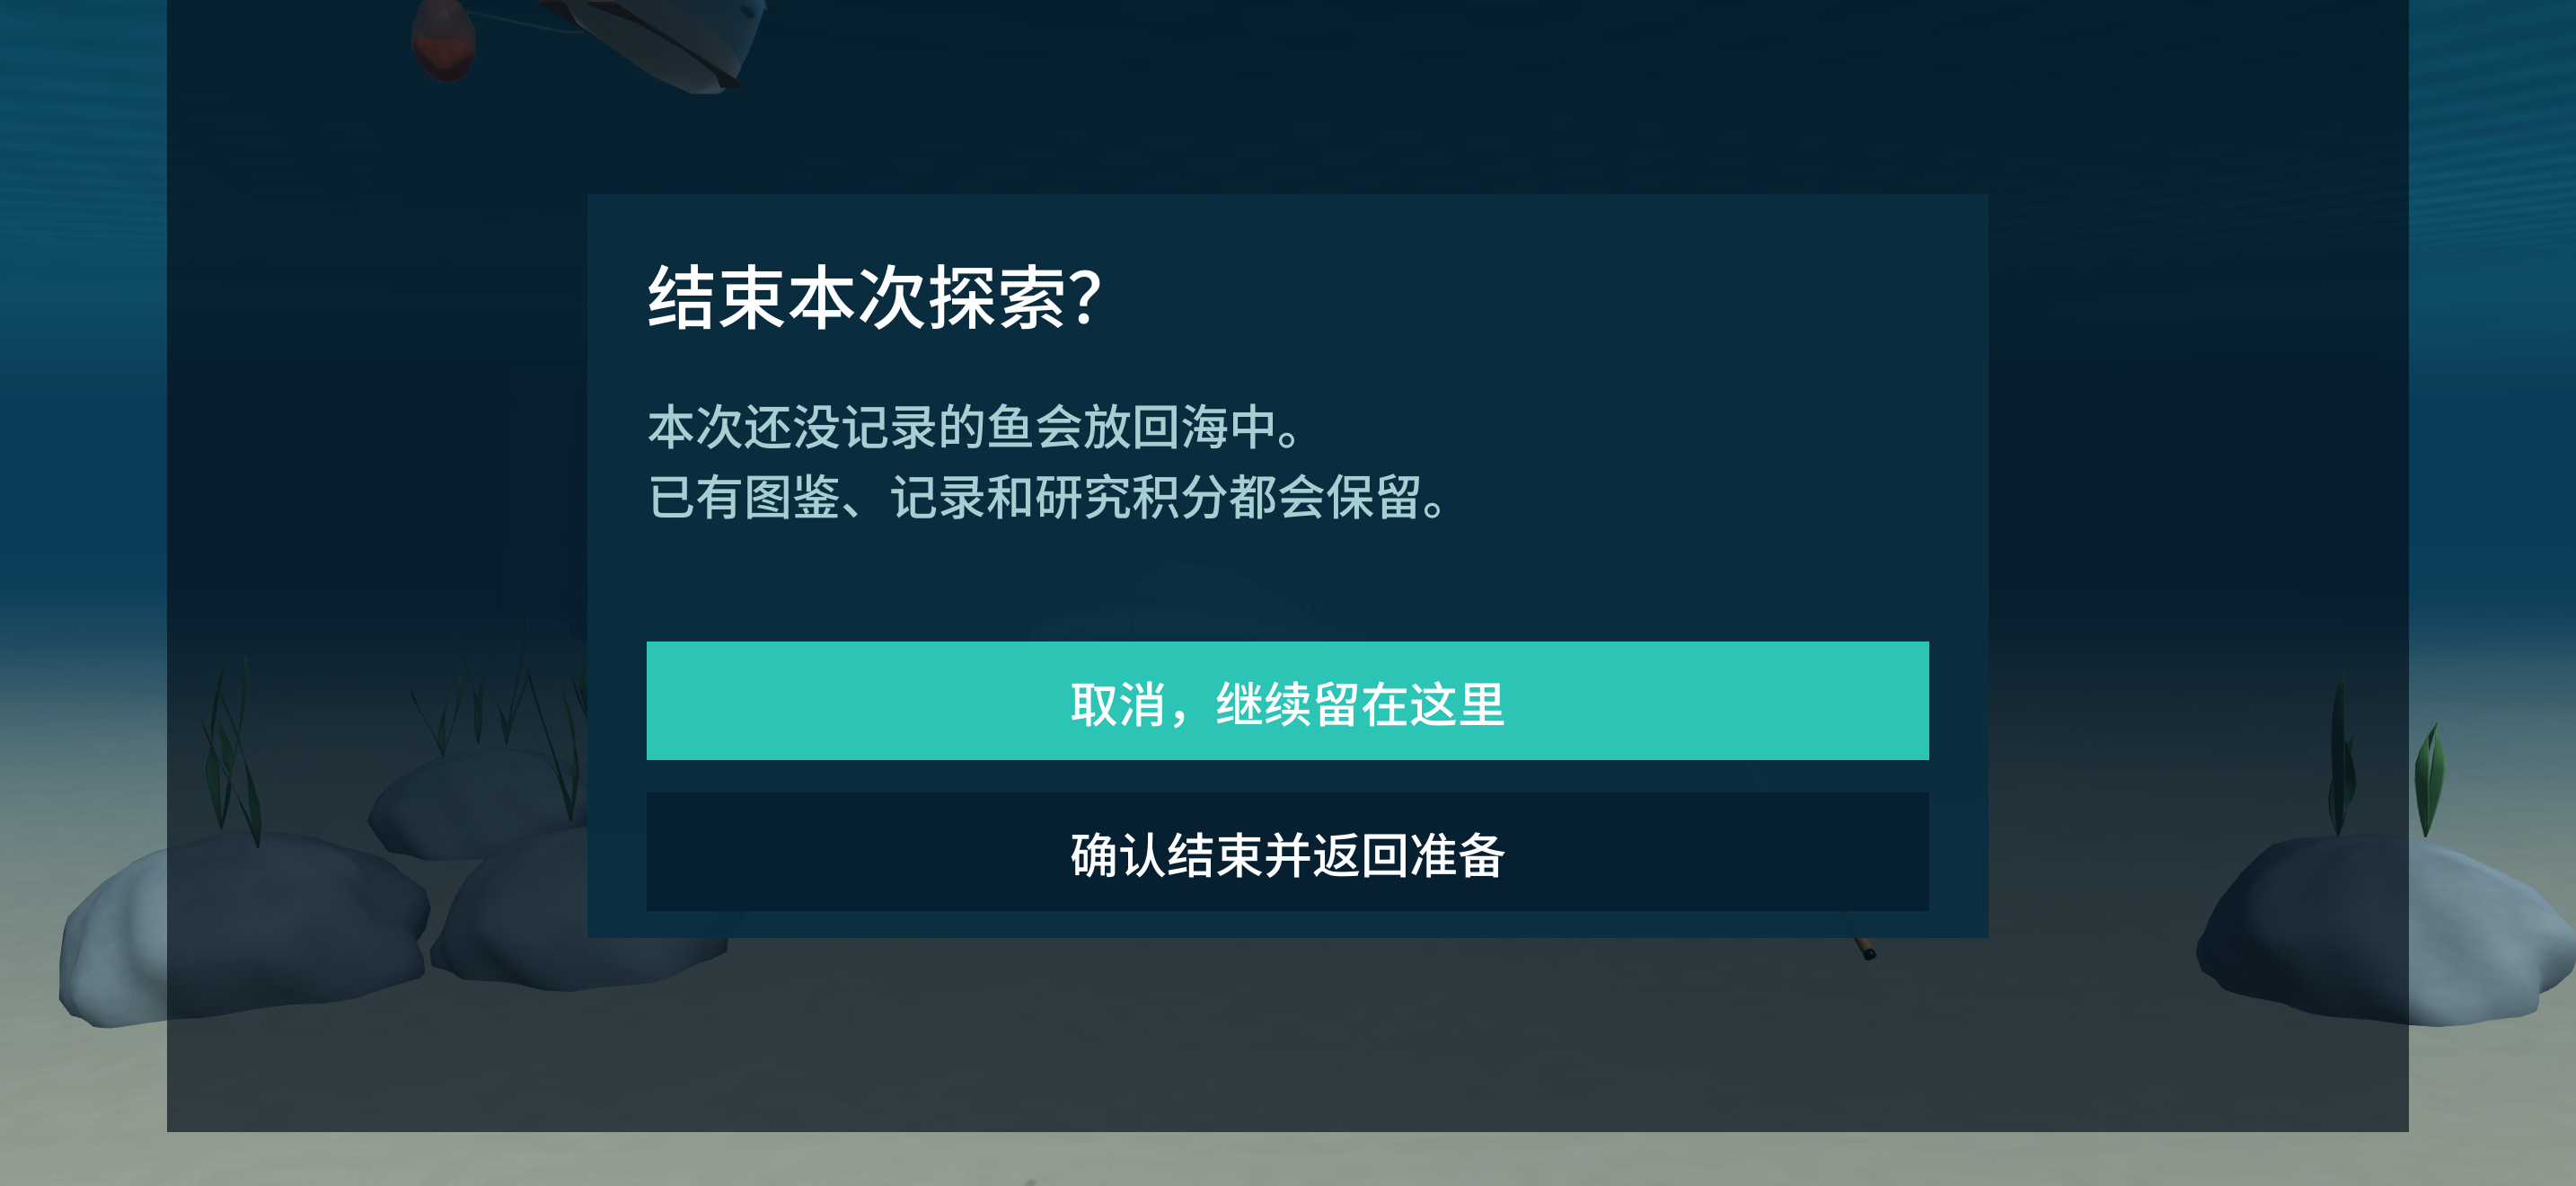 结束本次探索？
本次还没记录的鱼会放回海中。
已有图鉴、记录和研究积分都会保留。
取消，继续留在这里
确认结束并返回准备